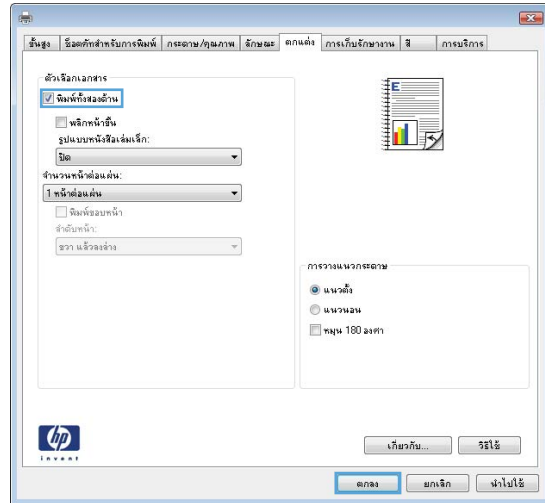 ขั้นสูง ช็อตคัทสำหรับการพิมพ์ กระดาษ/คุณภาพ ลักษณะ ตกแต่ง การเก็บรักษางาน สี การบริการ
ตัวเลือกเอกสาร
พิมพ์ทั้งสองด้าน
พลิกหน้าขึ้น
รูปแบบหนังสือเล่มเล็ก:
ปิด
จำนวนหน้าต่อแผ่น:
1 หน้าต่อแผ่น
พิมพ์ขอบหน้า
ลำดับหน้า:
ขวา แล้วลงล่าง
E
การวางแนวกระดาษ
แนวตั้ง
แนวนอน
หมุน 180 องศา
hp
invent
เกี่ยวกับ... วิธีใช้
ตกลง ยกเลิก นำไปใช้